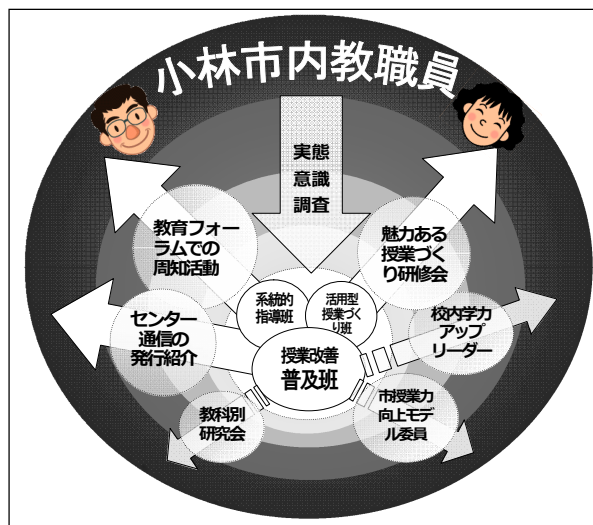 小林市内教職員
実態
意識
調査
教育フォー
ラムでの
周知活動
魅力ある
授業づく
り研修会
系統的
指導班
活用型
授業づく
り班
センター
通信の
発行紹介
校内学力
アップ
リーダー
授業改善
普及班
教科別
研究会
市授業力
向上モデ
ル委員